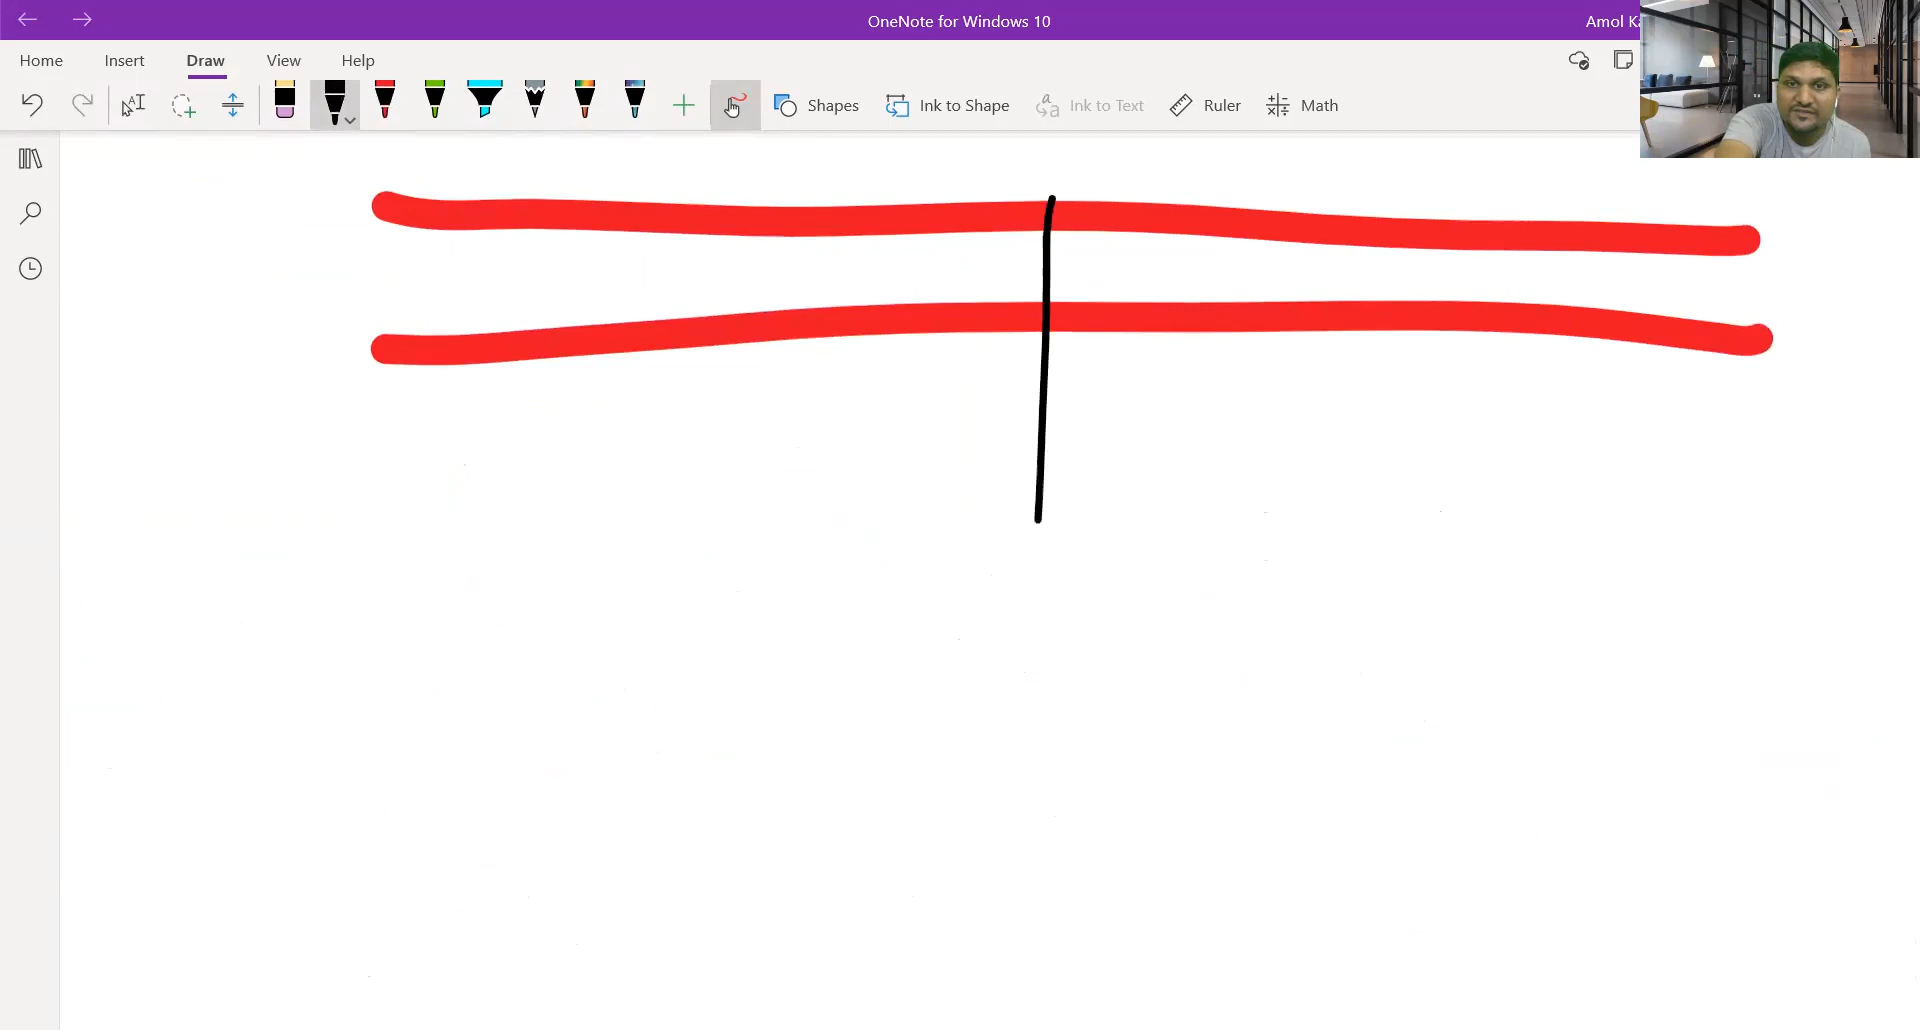 OneNote for Windows 10
Amol Ka
Home Insert Draw View Help
Shapes Ink to Shape Ink to Text Ruler Math